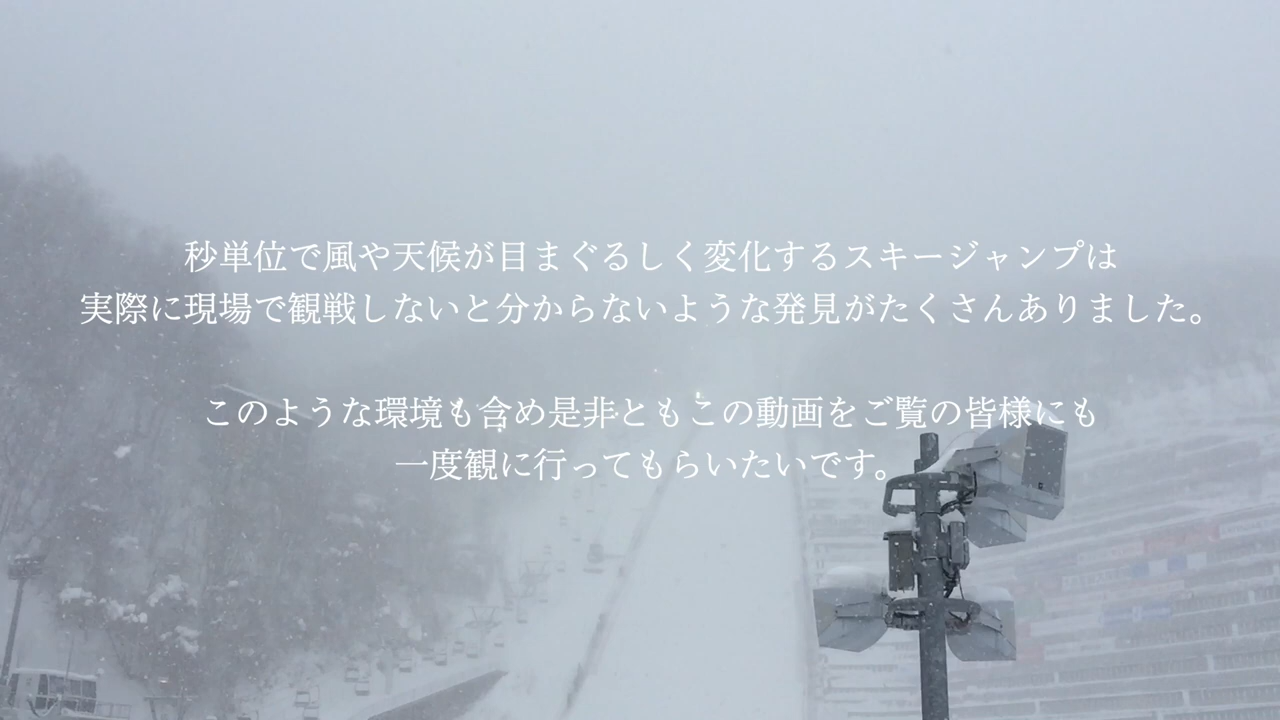 秒単位で風や天候が目まぐるしく変化するスキージャンプは
実際に現場で観戦しないと分からないような発見がたくさんありました。
このような環境も含め是非ともこの動画をご覧の皆様にも
一度観に行ってもらいたいです。